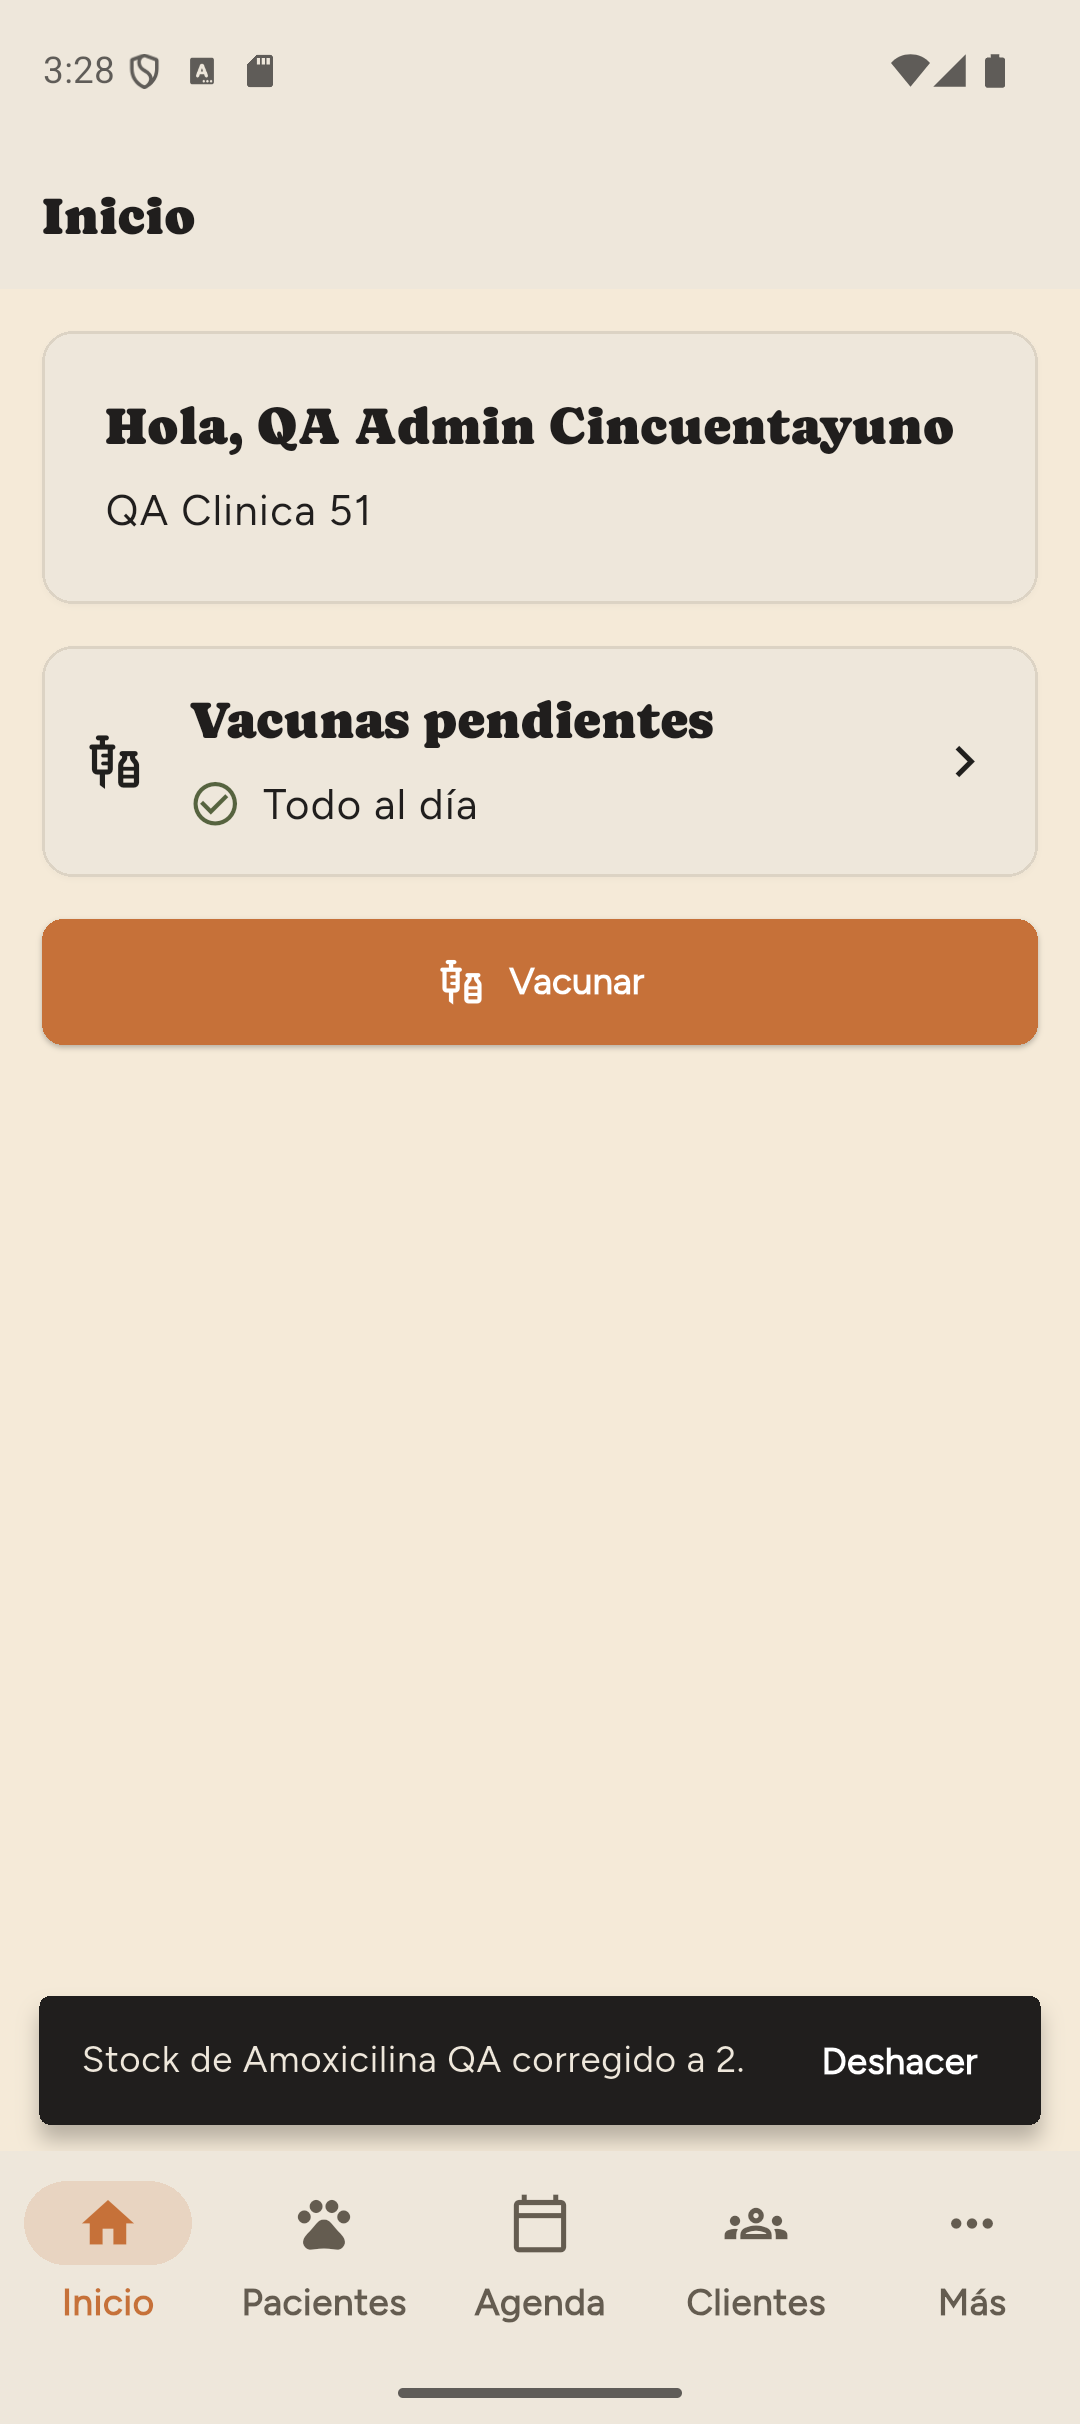 3:28
Inicio
Hola, QA Admin Cincuentayuno
QA Clinica 51
Vacunas pendientes
Todo al día
Vacunar
Stock de Amoxicilina QA corregido a 2.
Deshacer
Inicio
Pacientes
Agenda
Clientes
Más